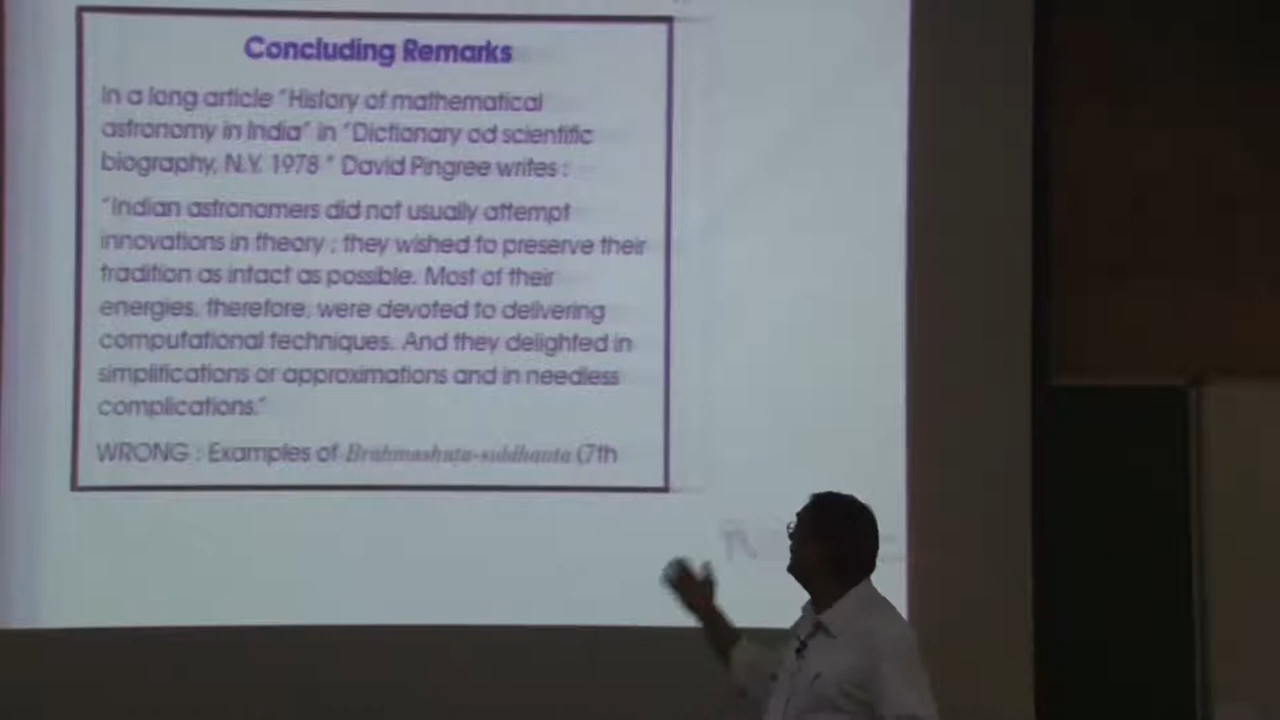 Concluding Remarks
In a long article "History of mathematical
astronomy in India" in "Dictionary ad scientific
biography, N.Y. 1978 " David Pingree writes :
"Indian astronomers did not usually attempt
innovations in theory ; they wished to preserve their
tradition as intact as possible. Most of their
energies, therefore, were devoted to delivering
computational techniques. And they delighted in
simplifications or approximations and in needless
complications."
WRONG : Examples of Brahmashuta-siddhanta (7th